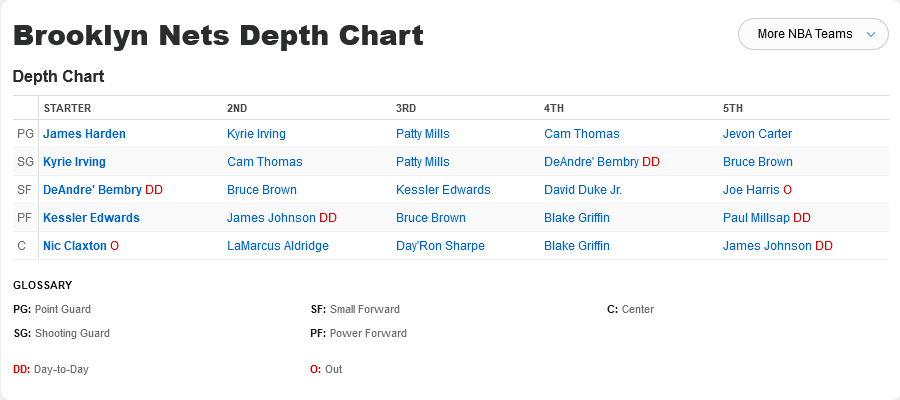 Brooklyn Nets Depth Chart
More NBA Teams
Depth Chart
STARTER 2ND 3RD 4TH 5TH
PG James Harden Kyrie Irving Patty Mills Cam Thomas Jevon Carter
SG Kyrie Irving Cam Thomas Patty Mills DeAndre' Bembry DD Bruce Brown
SF DeAndre' Bembry DD Bruce Brown Kessler Edwards David Duke Jr. Joe Harris O
PF Kessler Edwards James Johnson DD Bruce Brown Blake Griffin Paul Millsap DD
C Nic Claxton O LaMarcus Aldridge Day'Ron Sharpe Blake Griffin James Johnson DD
GLOSSARY
PG: Point Guard SF: Small Forward C: Center
SG: Shooting Guard PF: Power Forward
DD: Day-to-Day O: Out